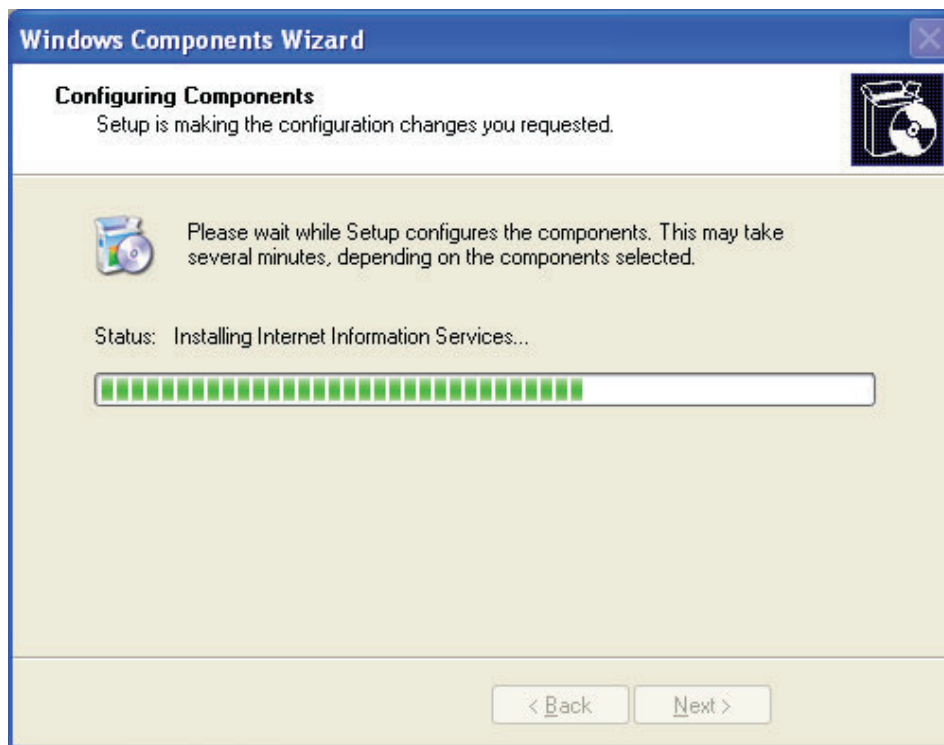 Windows Components Wizard
Configuring Components
Setup is making the configuration changes you requested.
Please wait while Setup configures the components. This may take
several minutes, depending on the components selected.
Status: Installing Internet Information Services...
< Back Next >